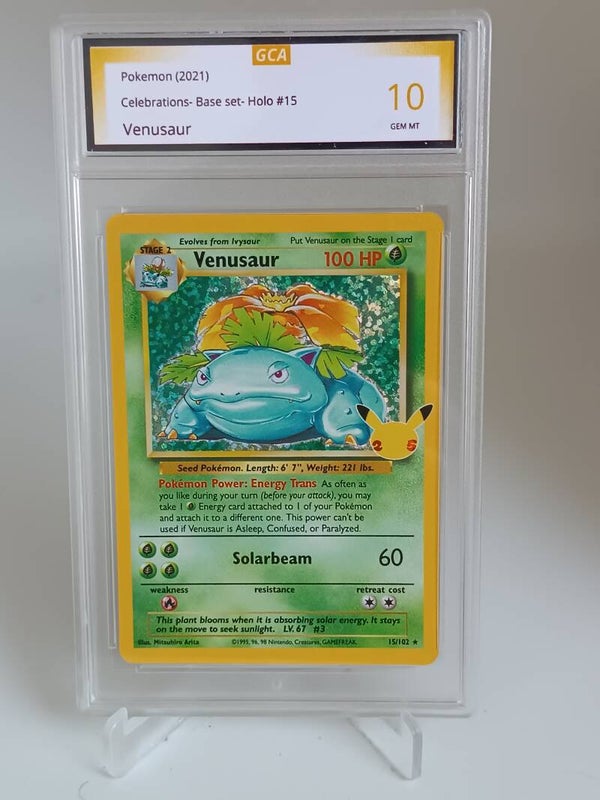 GCA
Pokemon (2021)
Celebrations- Base set- Holo #15
Venusaur
10
GEM MT
Evolves from Ivysaur
Put Venusaur on the Stage 1 card
STAGE 2
Venusaur
100 HP
25
Seed Pokémon. Length: 6' 7", Weight: 221 lbs.
Pokémon Power: Energy Trans As often as
you like during your turn (before your attack), you may
take 1 Energy card attached to 1 of your Pokémon
and attach it to a different one. This power can't be
used if Venusaur is Asleep, Confused, or Paralyzed.
Solarbeam
60
weakness
resistance
retreat cost
This plant blooms when it is absorbing solar energy. It stays
on the move to seek sunlight. LV. 67 #3
Illus. Mitsuhiro Arita
©1995, 96, 98 Nintendo, Creatures, GAMEFREAK.
15/102 ★